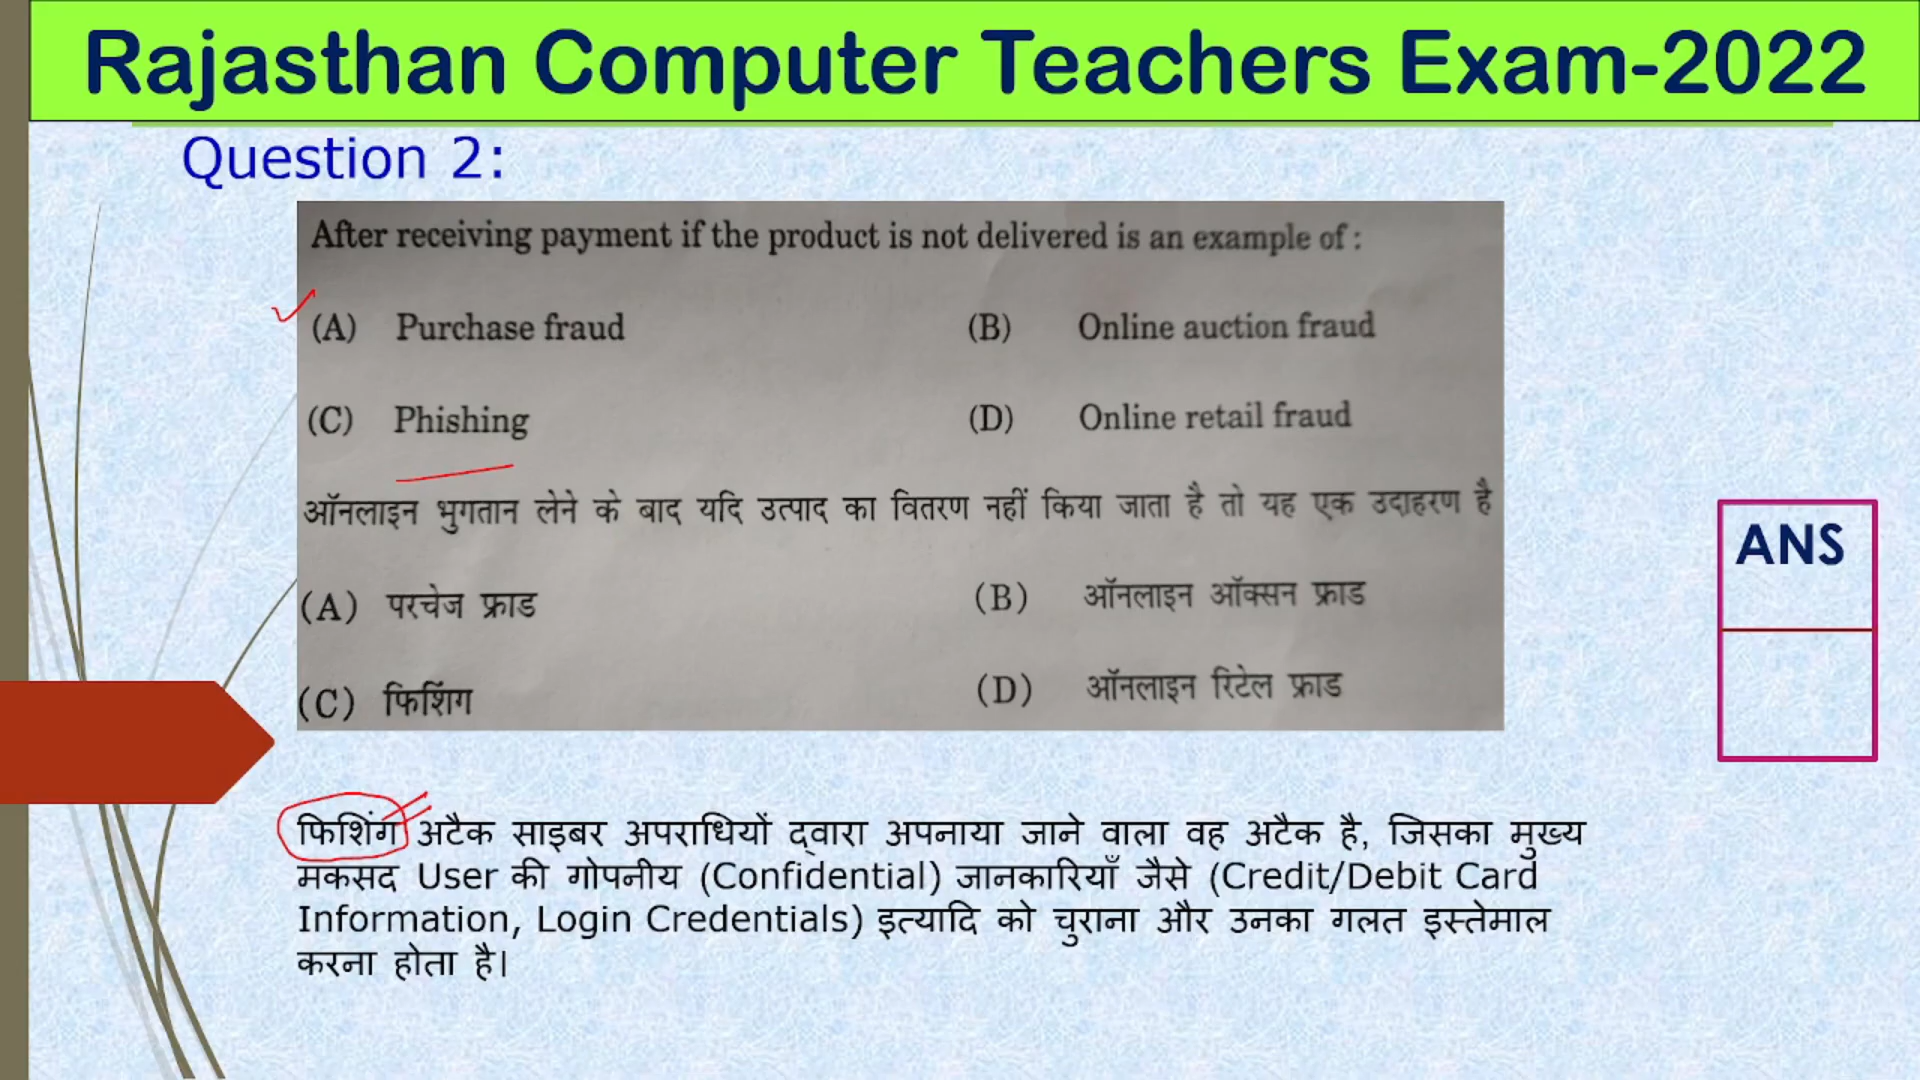 Rajasthan Computer Teachers Exam-2022
Question 2:
After receiving payment if the product is not delivered is an example of :
(A) Purchase fraud (B) Online auction fraud
(C) Phishing (D) Online retail fraud
ऑनलाइन भुगतान लेने के बाद यदि उत्पाद का वितरण नहीं किया जाता है तो यह एक उदाहरण है
(A) परचेज फ्राड (B) ऑनलाइन ऑक्सन फ्राड
(C) फिशिंग (D) ऑनलाइन रिटेल फ्राड
ANS
फिशिंग अटैक साइबर अपराधियों द्वारा अपनाया जाने वाला वह अटैक है, जिसका मुख्य
मकसद User की गोपनीय (Confidential) जानकारियाँ जैसे (Credit/Debit Card
Information, Login Credentials) इत्यादि को चुराना और उनका गलत इस्तेमाल
करना होता है।